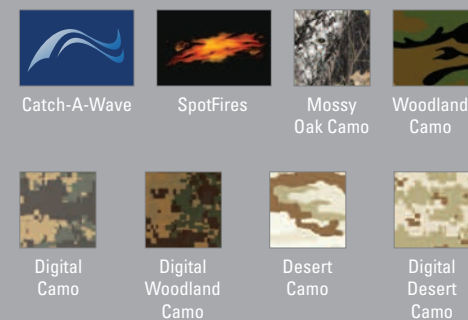 Catch-A-Wave
SpotFires
Mossy
Oak Camo
Woodland
Camo
Digital
Camo
Digital
Woodland
Camo
Desert
Camo
Digital
Desert
Camo